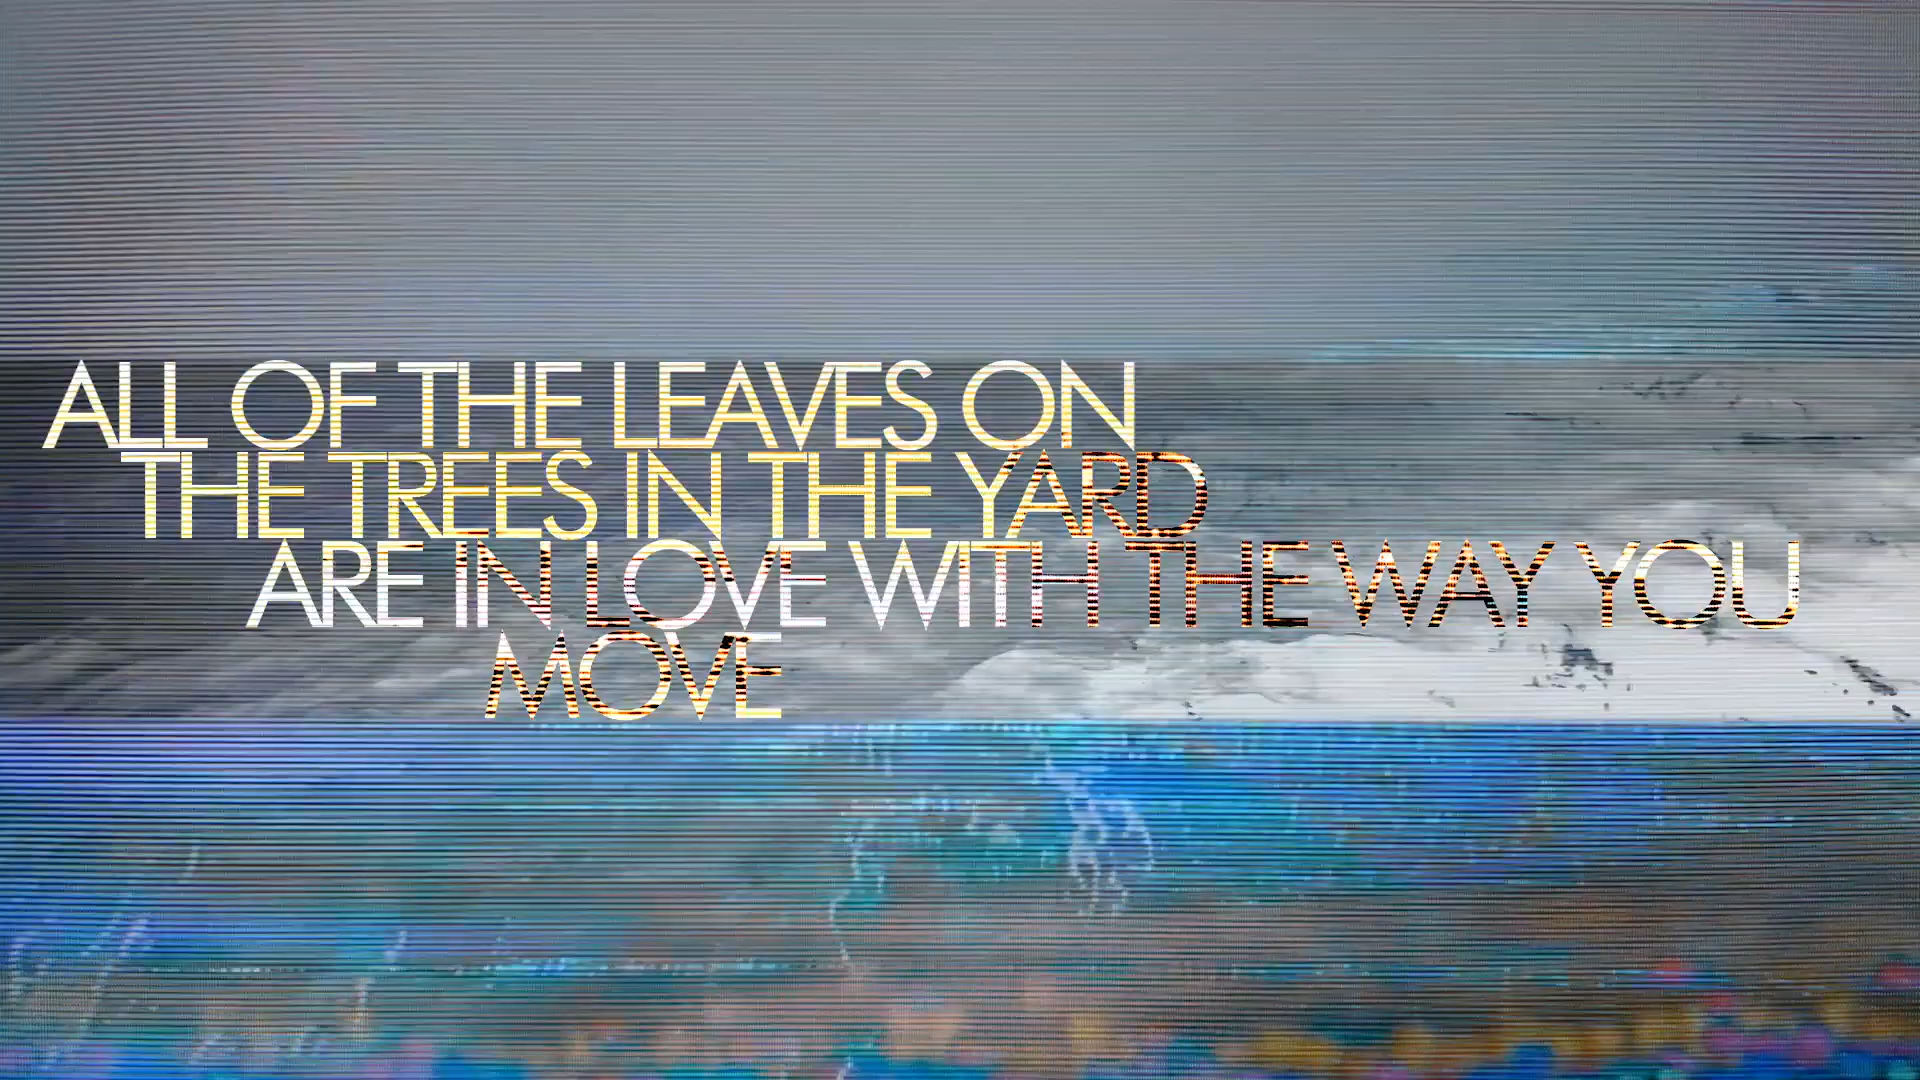 ALL OF THE LEAVES ON
THE TREES IN THE YARD
ARE IN LOVE WITH THE WAY YOU
MOVE